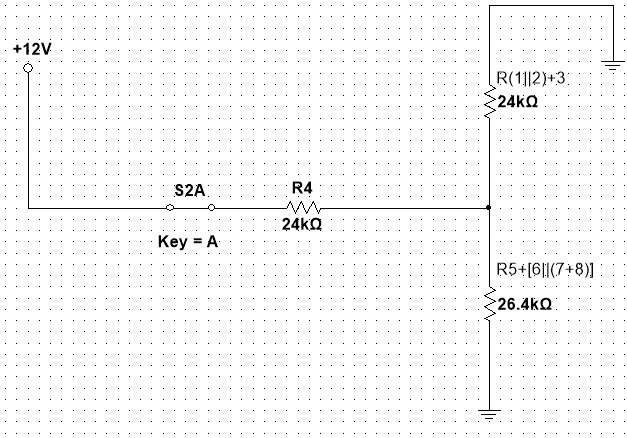 +12V
R(1||2)+3
24kΩ
S2A
R4
24kΩ
Key = A
R5+[6||(7+8)]
26.4kΩ